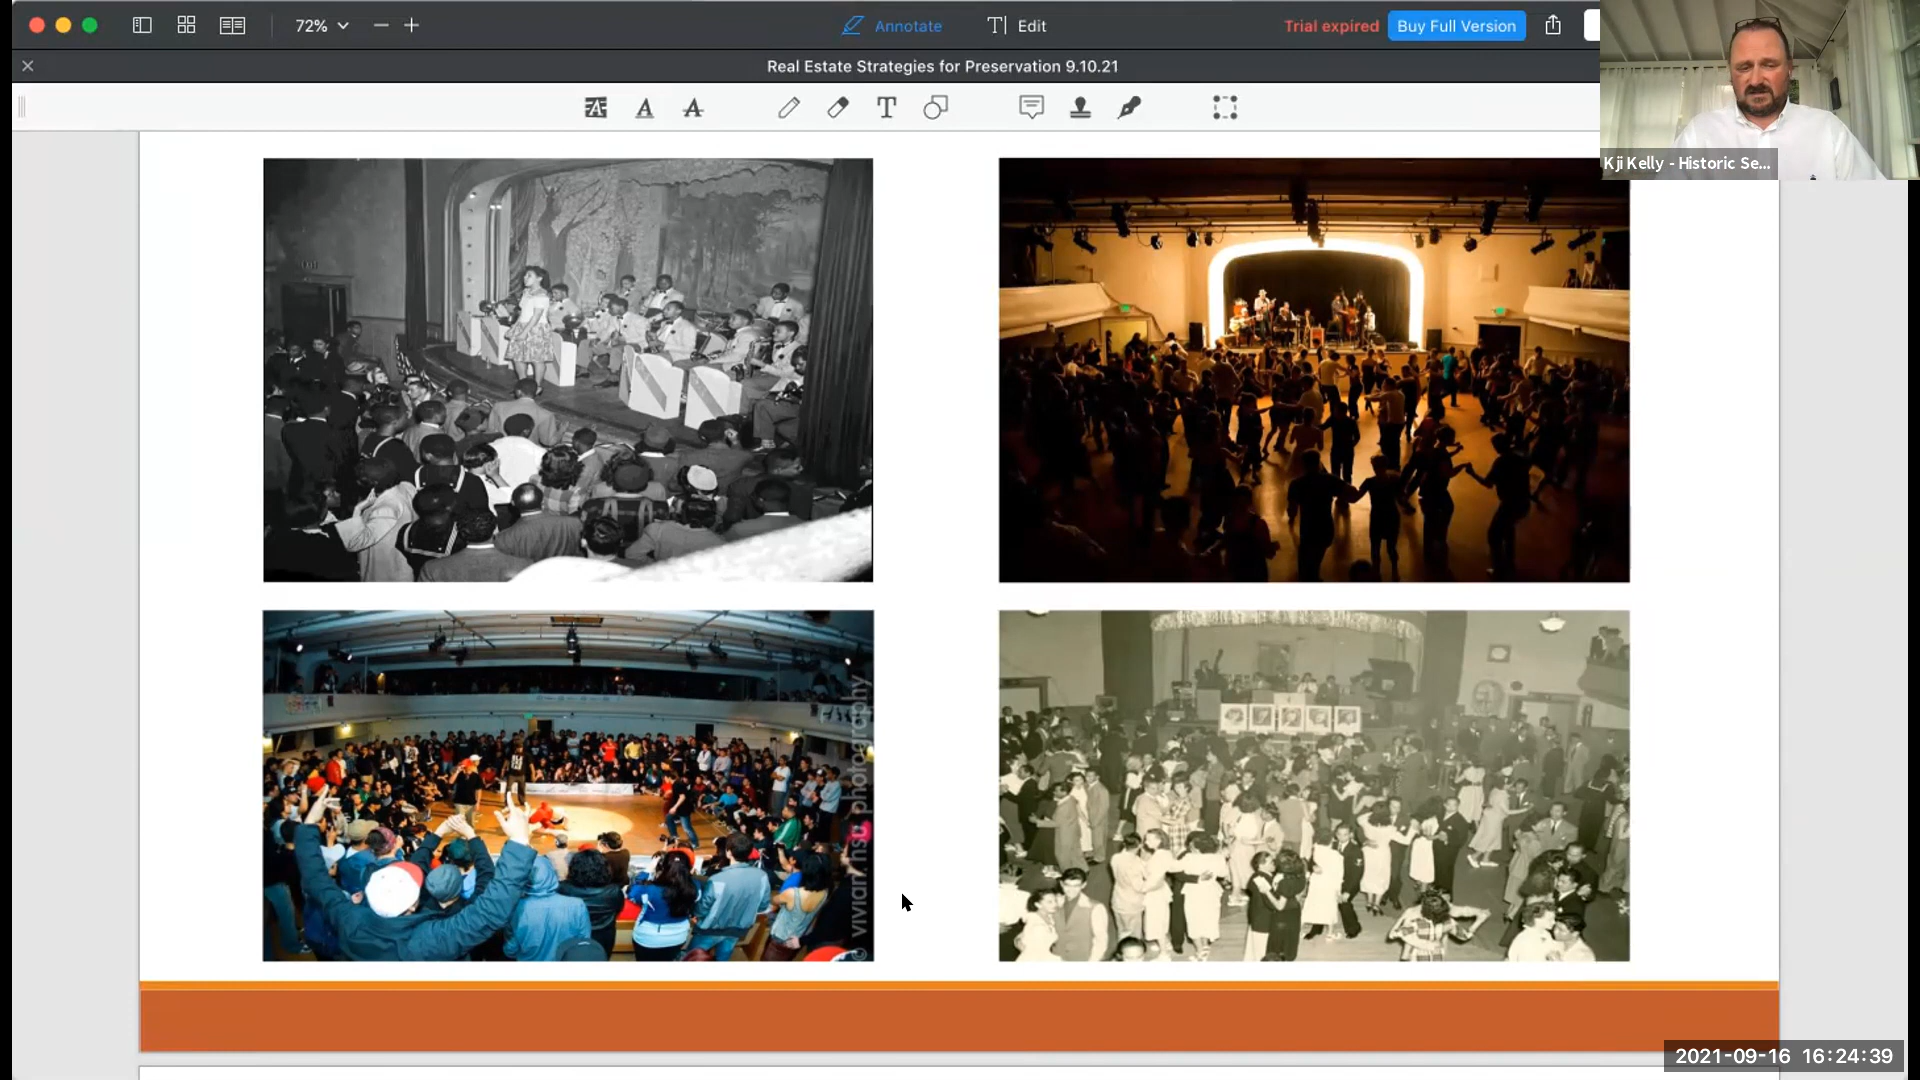 72%
Annotate
Edit
Trial expired
Buy Full Version
Real Estate Strategies for Preservation 9.10.21
Kji Kelly - Historic Se...
© vivian hsu photography
2021-09-16 16:24:39